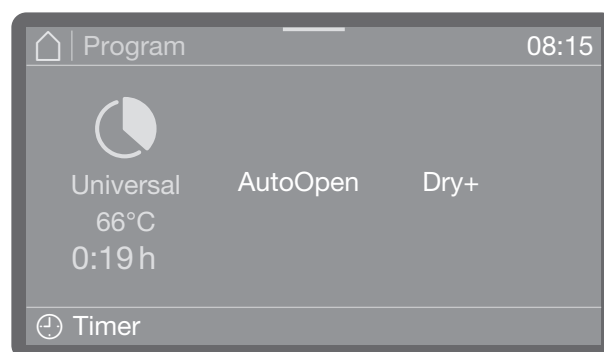 Program 08:15
Universal AutoOpen Dry+
66°C
0:19 h
Timer